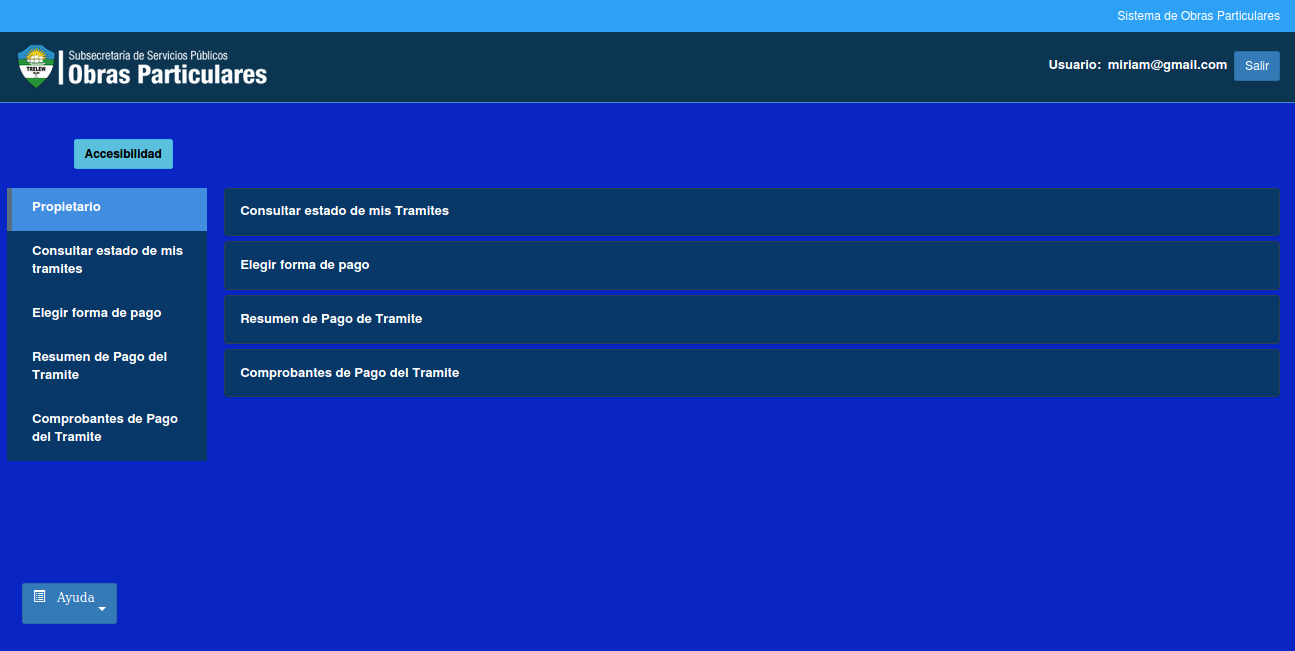 Sistema de Obras Particulares
TRELEW
Subsecretaría de Servicios Públicos
Obras Particulares
Usuario: miriam@gmail.com
Salir
Accesibilidad
Propietario
Consultar estado de mis
tramites
Elegir forma de pago
Resumen de Pago del
Tramite
Comprobantes de Pago
del Tramite
Consultar estado de mis Tramites
Elegir forma de pago
Resumen de Pago de Tramite
Comprobantes de Pago del Tramite
Ayuda